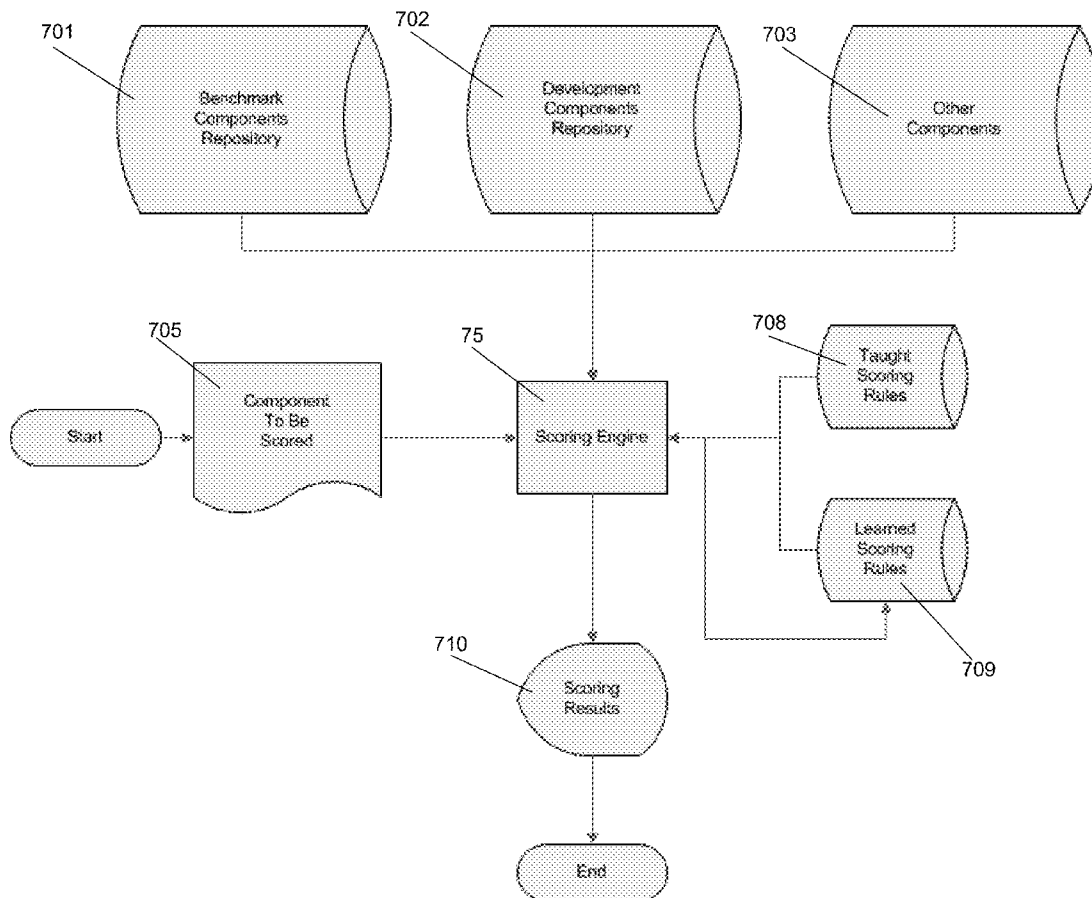 701
Benchmark
Components
Repository
702
Development
Components
Repository
703
Other
Components
705
Component
To Be
Scored
Start
75
Scoring Engine
708
Taught
Scoring
Rules
Learned
Scoring
Rules
709
710
Scoring
Results
End